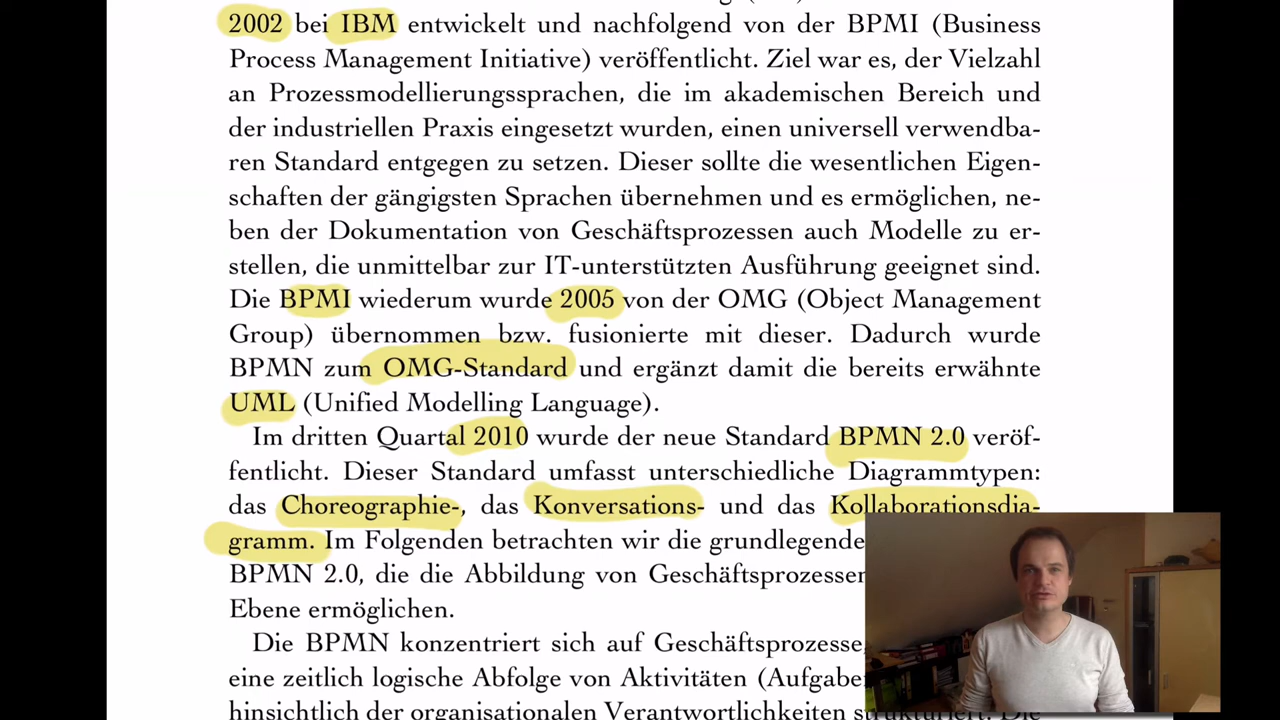 2002 bei IBM entwickelt und nachfolgend von der BPMI (Business
Process Management Initiative) veröffentlicht. Ziel war es, der Vielzahl
an Prozessmodellierungssprachen, die im akademischen Bereich und
der industriellen Praxis eingesetzt wurden, einen universell verwendba-
ren Standard entgegen zu setzen. Dieser sollte die wesentlichen Eigen-
schaften der gängigsten Sprachen übernehmen und es ermöglichen, ne-
ben der Dokumentation von Geschäftsprozessen auch Modelle zu er-
stellen, die unmittelbar zur IT-unterstützten Ausführung geeignet sind.
Die BPMI wiederum wurde 2005 von der OMG (Object Management
Group) übernommen bzw. fusionierte mit dieser. Dadurch wurde
BPMN zum OMG-Standard und ergänzt damit die bereits erwähnte
UML (Unified Modelling Language).
Im dritten Quartal 2010 wurde der neue Standard BPMN 2.0 veröf-
fentlicht. Dieser Standard umfasst unterschiedliche Diagrammtypen:
das Choreographie-, das Konversations- und das Kollaborationsdia-
gramm. Im Folgenden betrachten wir die grundlegende
BPMN 2.0, die die Abbildung von Geschäftsprozessen
Ebene ermöglichen.
Die BPMN konzentriert sich auf Geschäftsprozesse,
eine zeitlich logische Abfolge von Aktivitäten (Aufgaben
hinsichtlich der organisationalen Verantwortlichkeiten strukturiert. Die